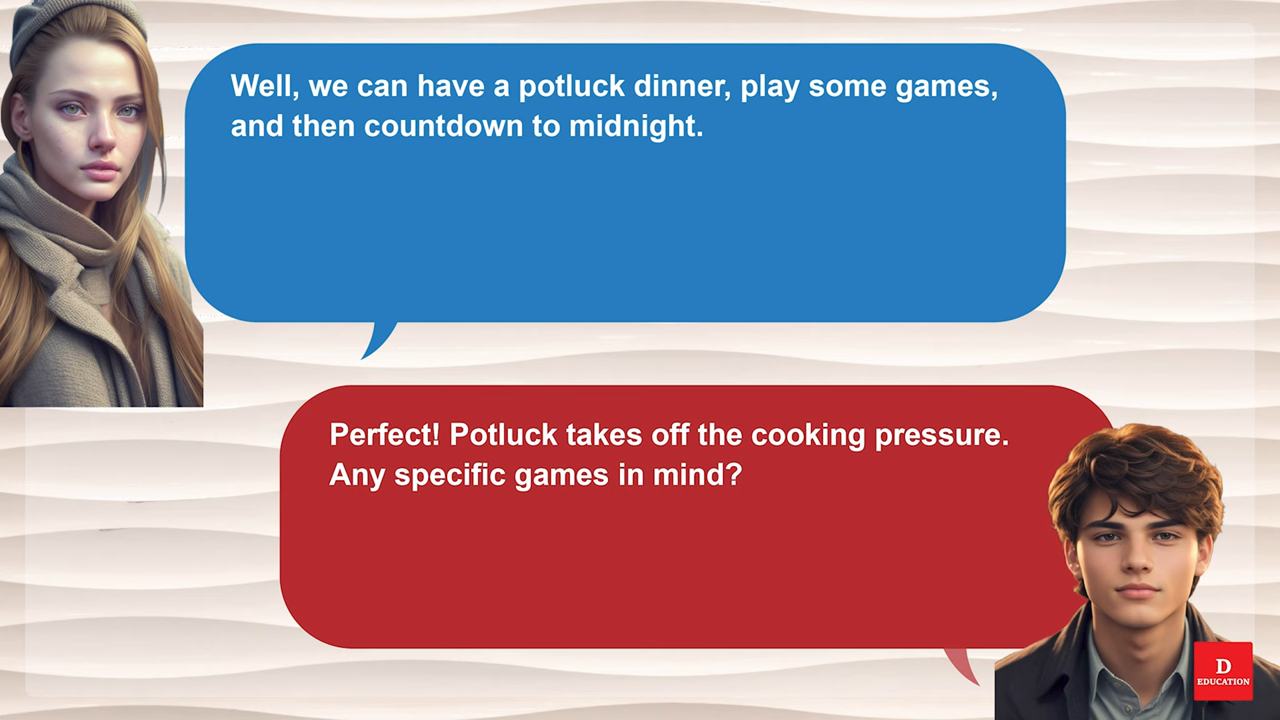 Well, we can have a potluck dinner, play some games,
and then countdown to midnight.
Perfect! Potluck takes off the cooking pressure.
Any specific games in mind?
D
EDUCATION